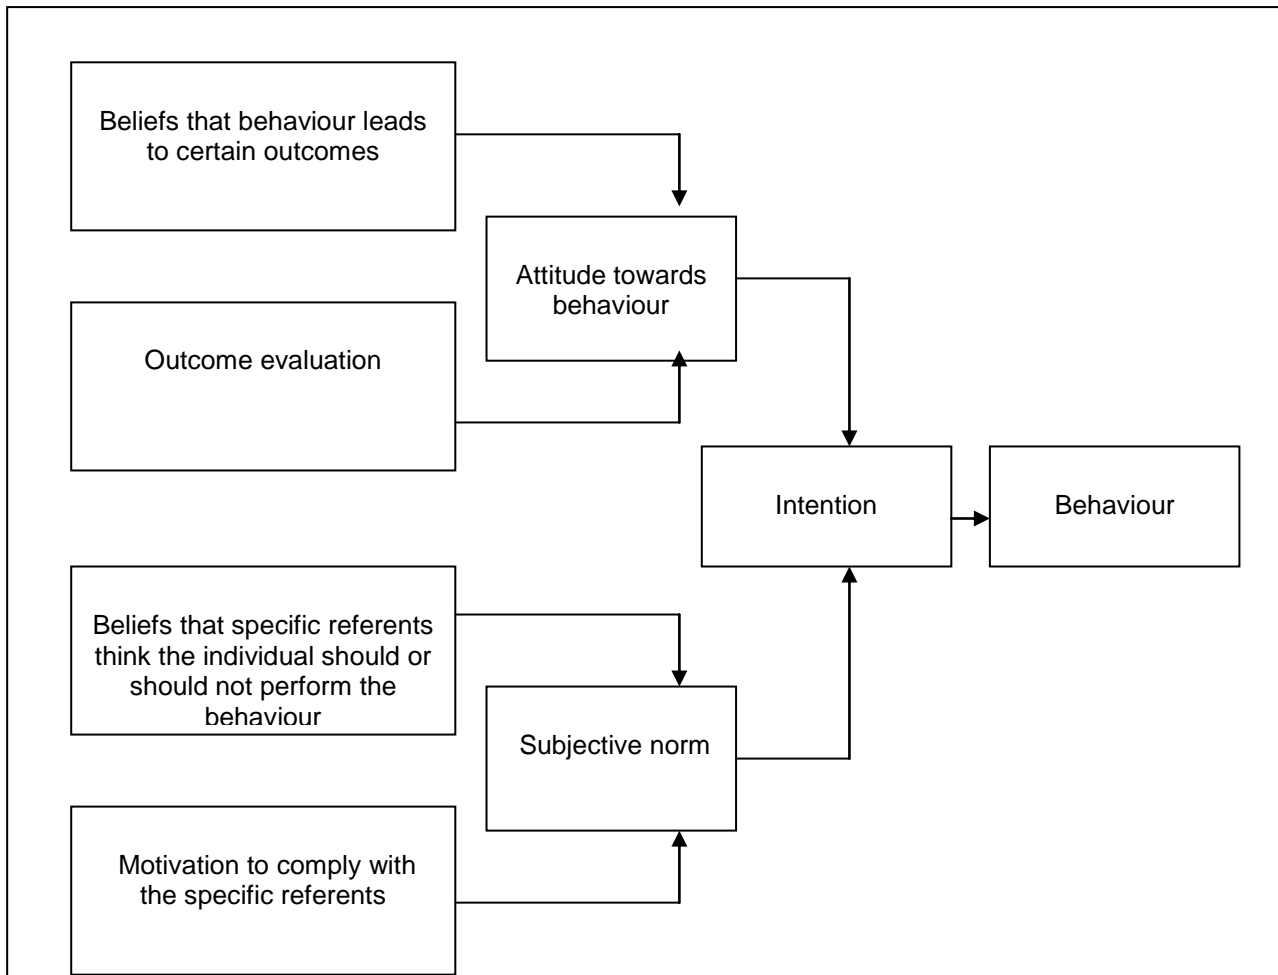 Beliefs that behaviour leads
to certain outcomes
Attitude towards
behaviour
Outcome evaluation
Intention
Behaviour
Beliefs that specific referents
think the individual should or
should not perform the
behaviour
Subjective norm
Motivation to comply with
the specific referents